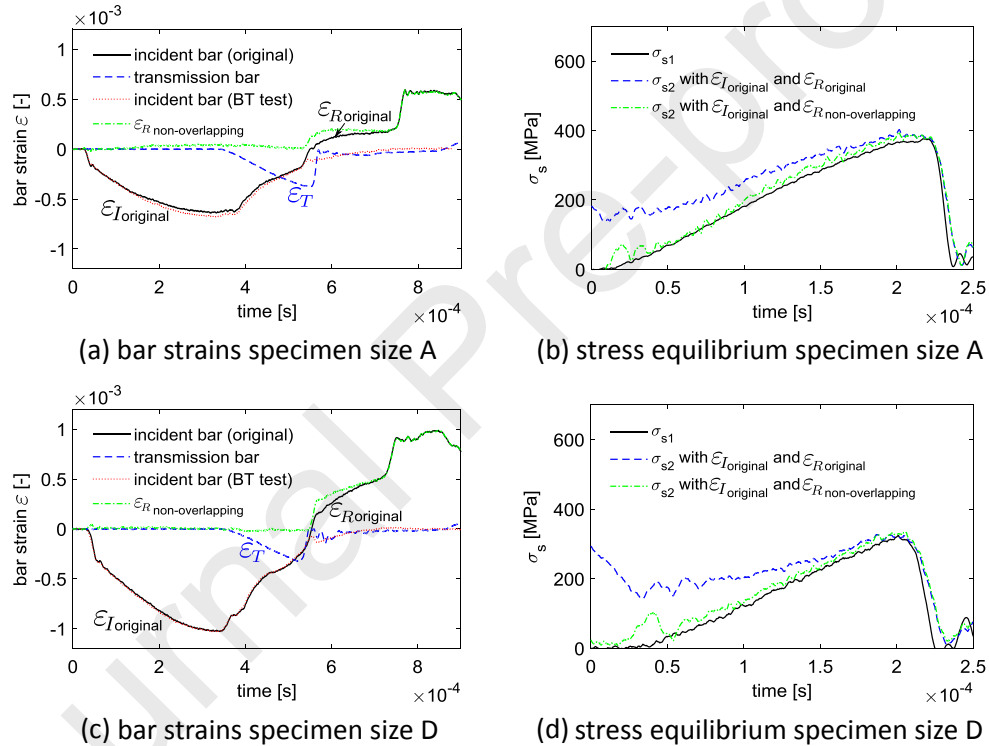 ×10⁻³
1
0.5
0
-0.5
-1
bar strain ε [-]
incident bar (original)
transmission bar
incident bar (BT test)
ε_R non-overlapping
ε_R original
ε_I original
ε_T
0 2 4 6 8
time [s]
×10⁻⁴
(a) bar strains specimen size A
600
400
200
0
σ_s [MPa]
σ_s1
σ_s2 with ε_I original and ε_R original
σ_s2 with ε_I original and ε_R non-overlapping
0 0.5 1 1.5 2 2.5
time [s]
×10⁻⁴
(b) stress equilibrium specimen size A
×10⁻³
1
0.5
0
-0.5
-1
bar strain ε [-]
incident bar (original)
transmission bar
incident bar (BT test)
ε_R non-overlapping
ε_R original
ε_T
ε_I original
0 2 4 6 8
time [s]
×10⁻⁴
(c) bar strains specimen size D
600
400
200
0
σ_s [MPa]
σ_s1
σ_s2 with ε_I original and ε_R original
σ_s2 with ε_I original and ε_R non-overlapping
0 0.5 1 1.5 2 2.5
time [s]
×10⁻⁴
(d) stress equilibrium specimen size D
urnal Pre-pro